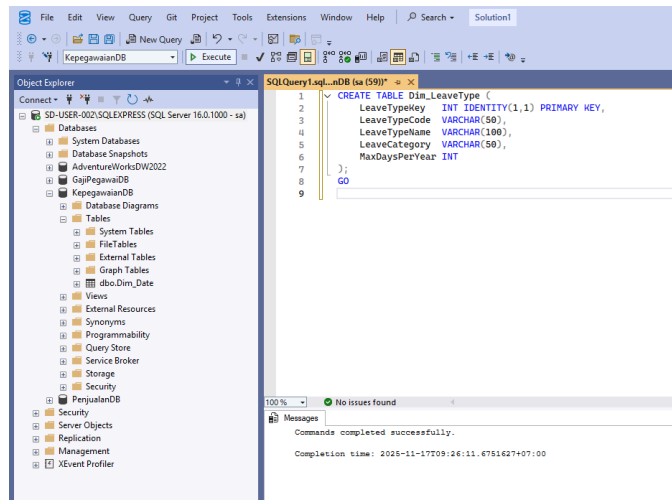 File Edit View Query Git Project Tools Extensions Window Help Search Solution1
New Query
KepegawaianDB Execute
Object Explorer
Connect
SD-USER-002\SQLEXPRESS (SQL Server 16.0.1000 - sa)
Databases
System Databases
Database Snapshots
AdventureWorksDW2022
GajiPegawaiDB
KepegawaianDB
Database Diagrams
Tables
System Tables
FileTables
External Tables
Graph Tables
dbo.Dim_Date
Views
External Resources
Synonyms
Programmability
Query Store
Service Broker
Storage
Security
PenjualanDB
Security
Server Objects
Replication
Management
XEvent Profiler
SQLQuery1.sql...nDB (sa (59))*
1 CREATE TABLE Dim_LeaveType (
2 LeaveTypeKey INT IDENTITY(1,1) PRIMARY KEY,
3 LeaveTypeCode VARCHAR(50),
4 LeaveTypeName VARCHAR(100),
5 LeaveCategory VARCHAR(50),
6 MaxDaysPerYear INT
7 );
8 GO
9
100 % No issues found
Messages
Commands completed successfully.
Completion time: 2025-11-17T09:26:11.6751627+07:00